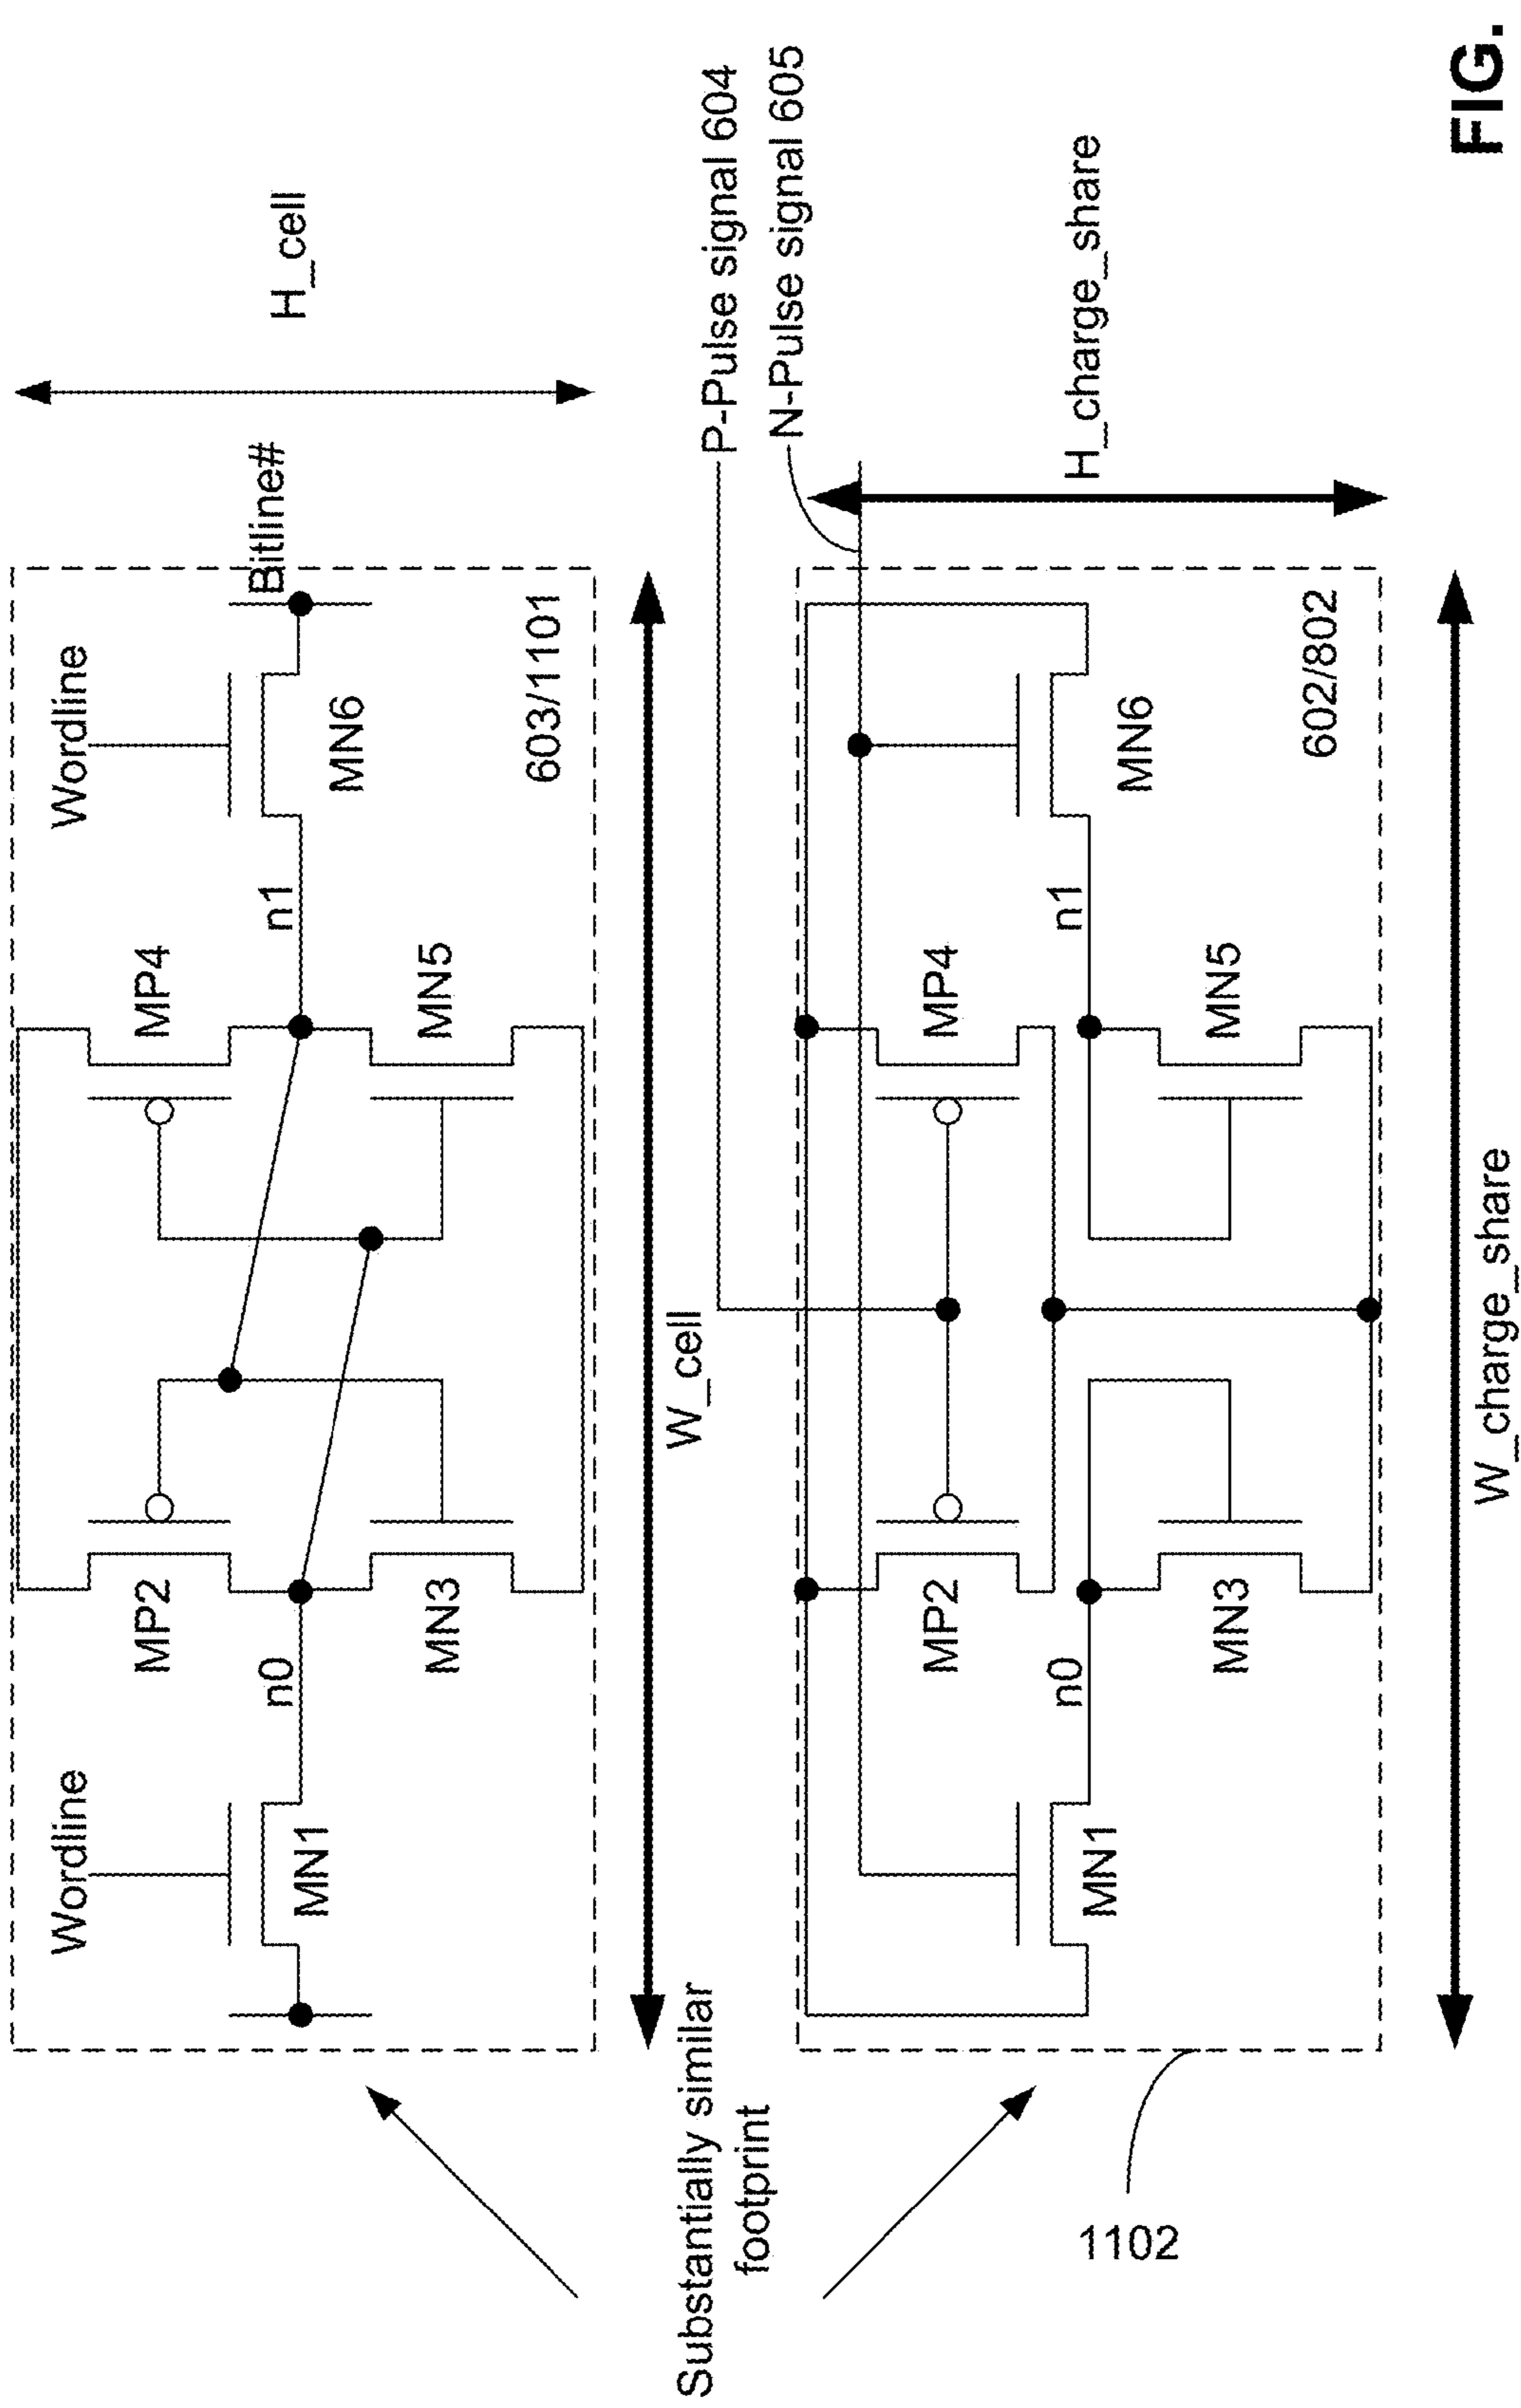 Wordline
Wordline
MP2
MP4
Bitline#
H_cell
n0
n1
MN1
MN6
MN3
MN5
603/1101
W_cell
Substantially similar
footprint
P-Pulse signal 604
N-Pulse signal 605
MP2
MP4
n0
n1
H_charge_share
MN1
MN6
MN3
MN5
1102
602/802
W_charge_share
FIG.